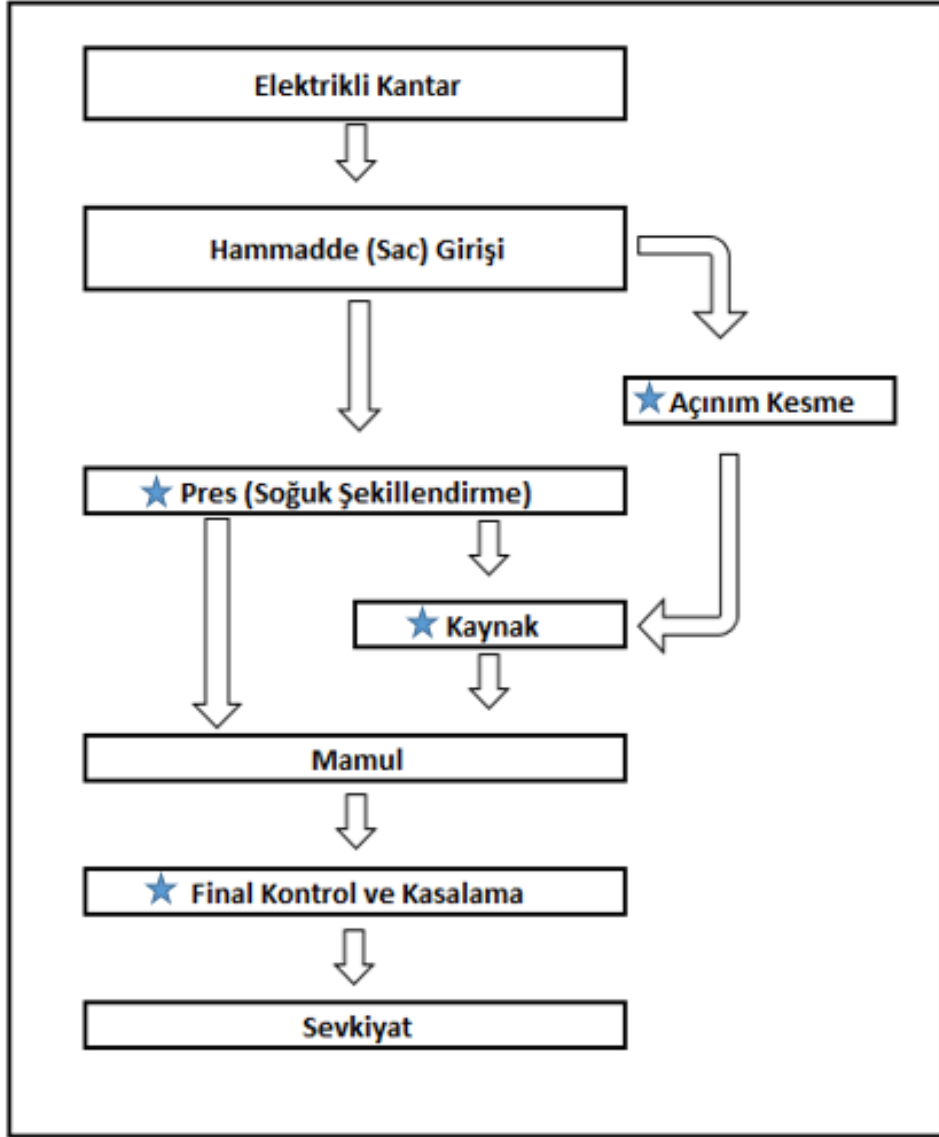 Elektrikli Kantar
Hammadde (Sac) Girişi
Açınım Kesme
Pres (Soğuk Şekillendirme)
Kaynak
Mamul
Final Kontrol ve Kasalama
Sevkiyat